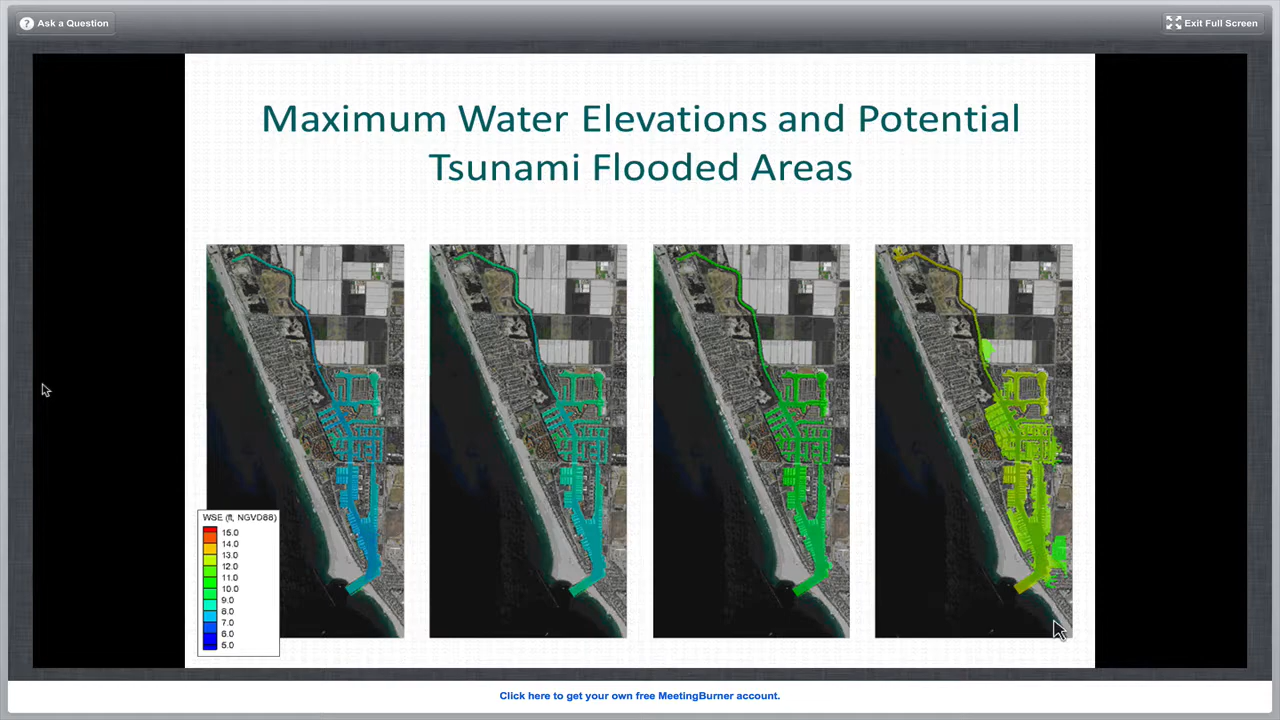 Ask a Question
Exit Full Screen
Maximum Water Elevations and Potential
Tsunami Flooded Areas
WSE (ft, NGVD88)
15.0
14.0
13.0
12.0
11.0
10.0
9.0
8.0
7.0
6.0
5.0
Click here to get your own free MeetingBurner account.